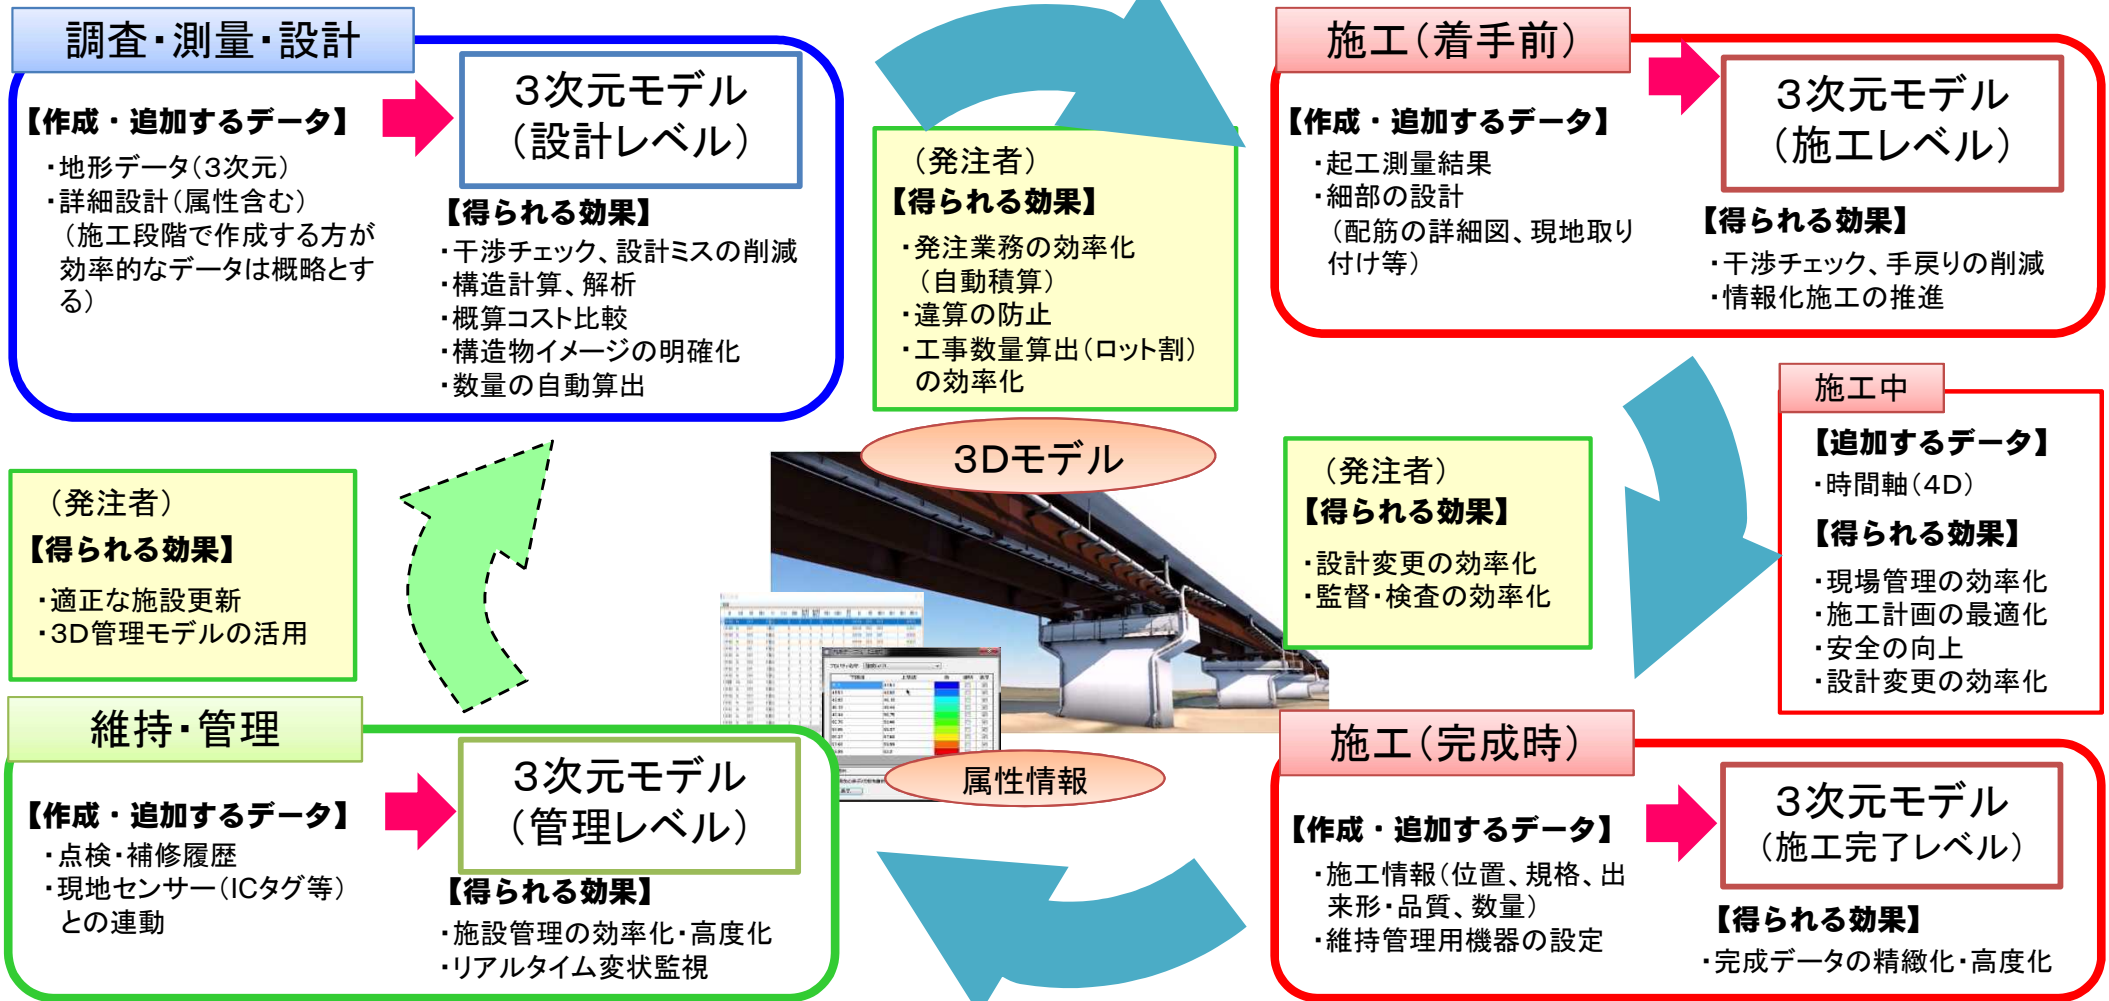 調査・測量・設計
3次元モデル
（設計レベル）
【作成・追加するデータ】
・地形データ（3次元）
・詳細設計（属性含む）
（施工段階で作成する方が
効率的なデータは概略とす
る）
【得られる効果】
・干渉チェック、設計ミスの削減
・構造計算、解析
・概算コスト比較
・構造物イメージの明確化
・数量の自動算出
（発注者）
【得られる効果】
・発注業務の効率化
（自動積算）
・違算の防止
・工事数量算出（ロット割）
の効率化
施工（着手前）
3次元モデル
（施工レベル）
【作成・追加するデータ】
・起工測量結果
・細部の設計
（配筋の詳細図、現地取り
付け等）
【得られる効果】
・干渉チェック、手戻りの削減
・情報化施工の推進
施工中
【追加するデータ】
・時間軸（4D）
【得られる効果】
・現場管理の効率化
・施工計画の最適化
・安全の向上
・設計変更の効率化
（発注者）
【得られる効果】
・設計変更の効率化
・監督・検査の効率化
3Dモデル
属性情報
（発注者）
【得られる効果】
・適正な施設更新
・3D管理モデルの活用
維持・管理
3次元モデル
（管理レベル）
【作成・追加するデータ】
・点検・補修履歴
・現地センサー（ICタグ等）
との連動
【得られる効果】
・施設管理の効率化・高度化
・リアルタイム変状監視
施工（完成時）
3次元モデル
（施工完了レベル）
【作成・追加するデータ】
・施工情報（位置、規格、出
来形・品質、数量）
・維持管理用機器の設定
【得られる効果】
・完成データの精緻化・高度化